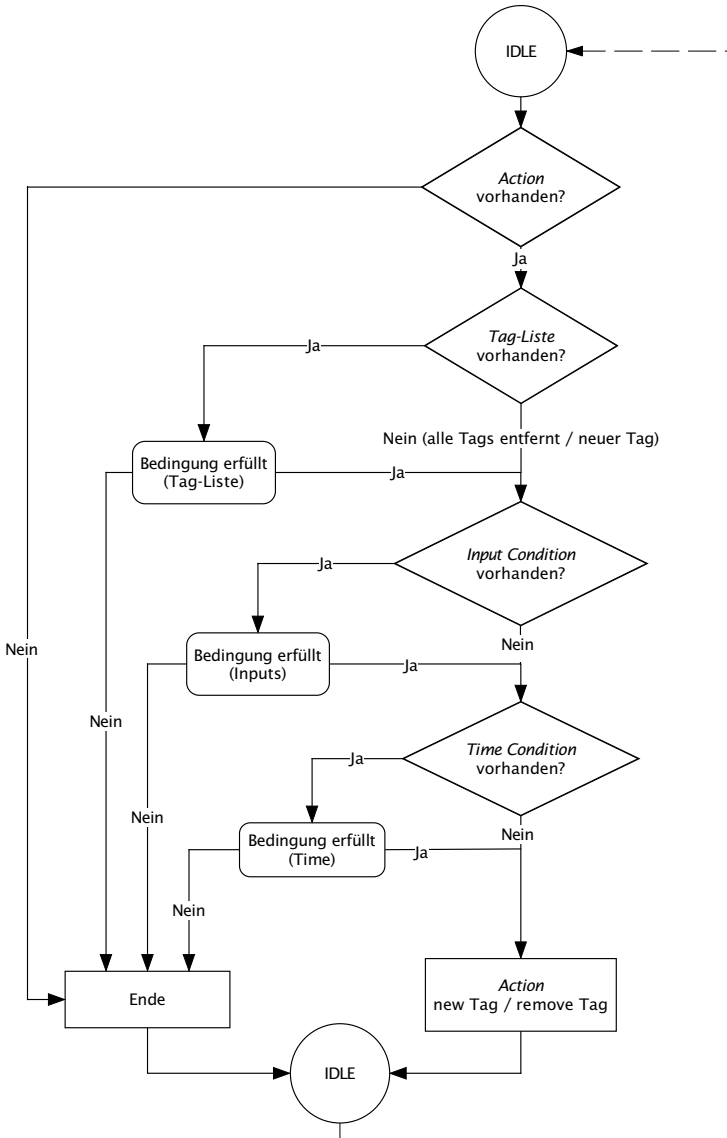 IDLE
Action
vorhanden?
Ja
Tag-Liste
vorhanden?
Ja
Nein (alle Tags entfernt / neuer Tag)
Bedingung erfüllt
(Tag-Liste)
Ja
Input Condition
vorhanden?
Ja
Nein
Nein
Bedingung erfüllt
(Inputs)
Ja
Nein
Time Condition
vorhanden?
Ja
Nein
Nein
Bedingung erfüllt
(Time)
Ja
Nein
Ende
Action
new Tag / remove Tag
IDLE